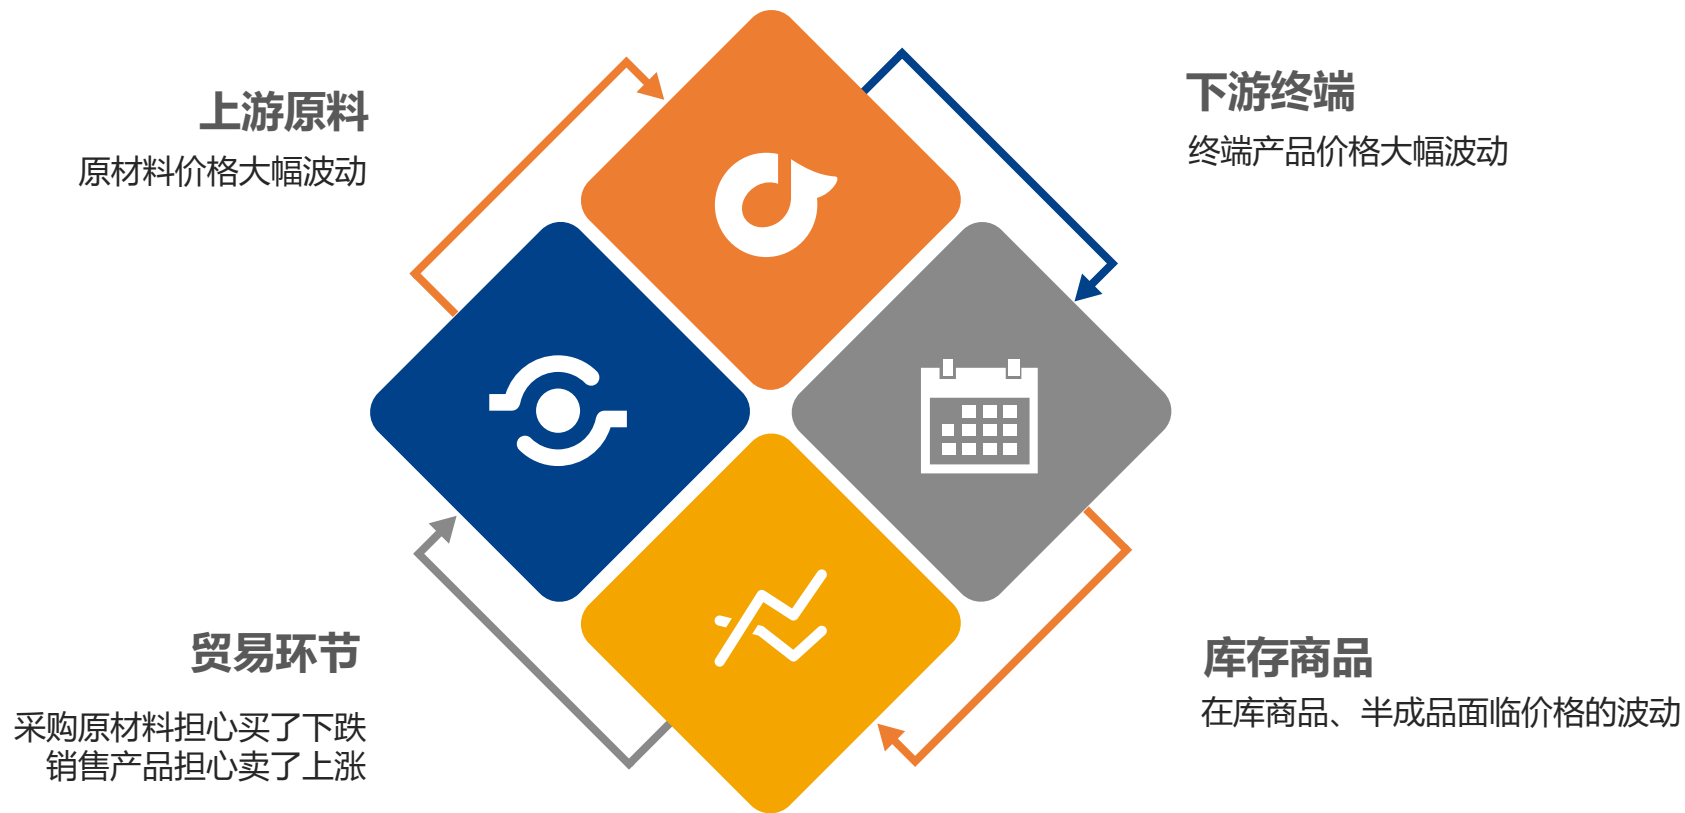 上游原料
原材料价格大幅波动
下游终端
终端产品价格大幅波动
贸易环节
采购原材料担心买了下跌
销售产品担心卖了上涨
库存商品
在库商品、半成品面临价格的波动